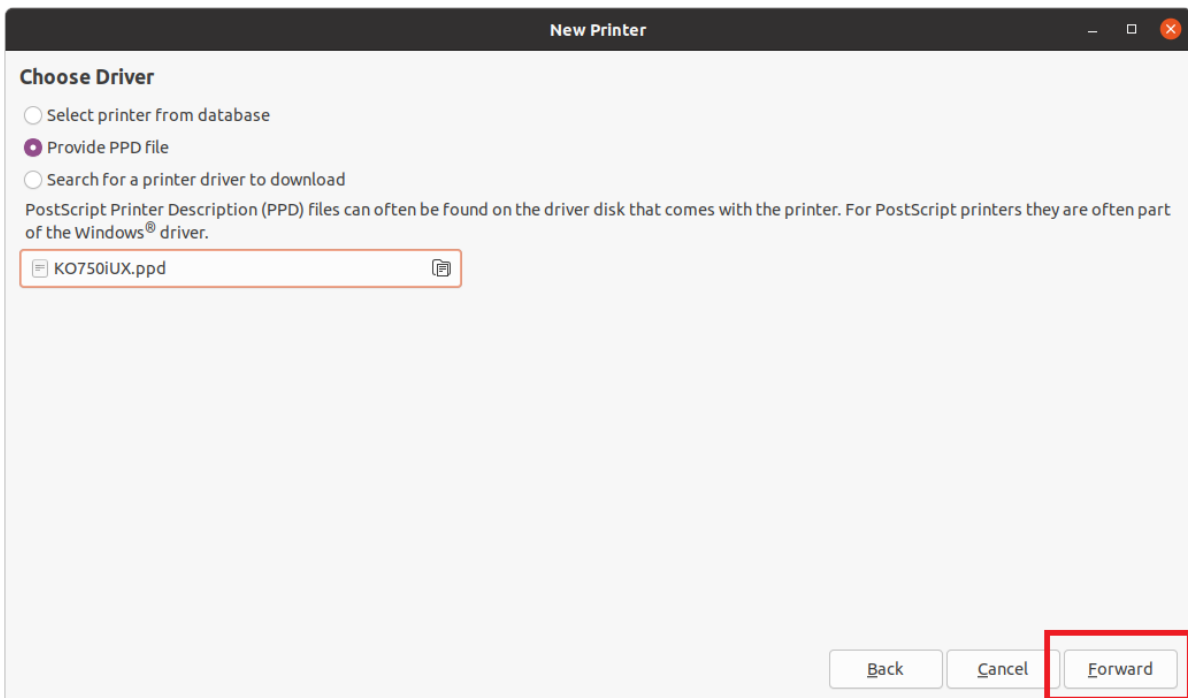 New Printer
Choose Driver
Select printer from database
Provide PPD file
Search for a printer driver to download
PostScript Printer Description (PPD) files can often be found on the driver disk that comes with the printer. For PostScript printers they are often part
of the Windows® driver.
KO750iUX.ppd
Back
Cancel
Forward